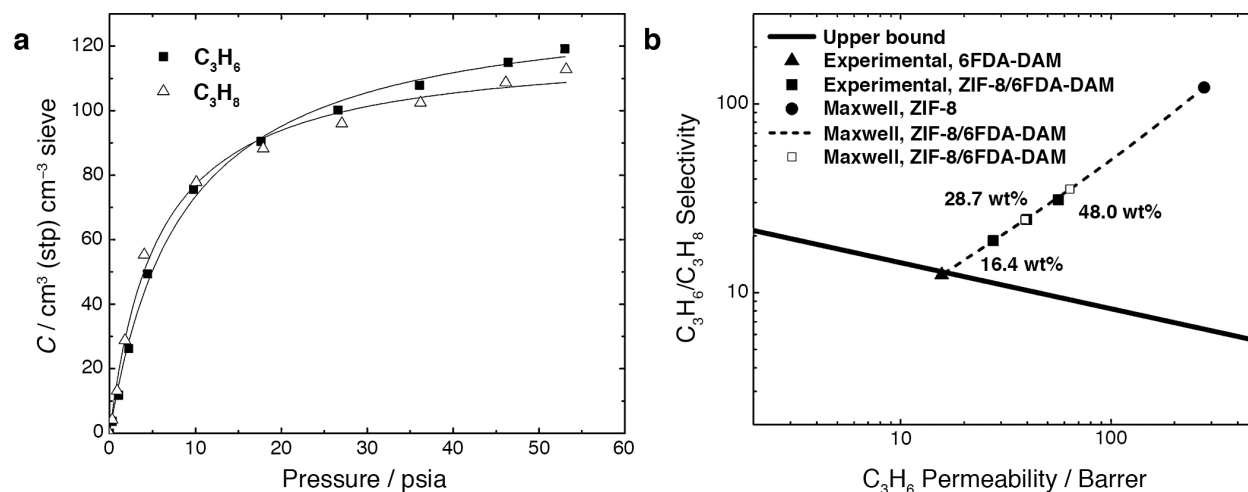 a
C3H6
C3H8
120
100
80
60
40
20
0
0 10 20 30 40 50 60
C / cm³ (stp) cm⁻³ sieve
Pressure / psia
b
Upper bound
Experimental, 6FDA-DAM
Experimental, ZIF-8/6FDA-DAM
Maxwell, ZIF-8
Maxwell, ZIF-8/6FDA-DAM
Maxwell, ZIF-8/6FDA-DAM
28.7 wt%
48.0 wt%
16.4 wt%
100
10
10 100
C₃H₆/C₃H₈ Selectivity
C₃H₆ Permeability / Barrer